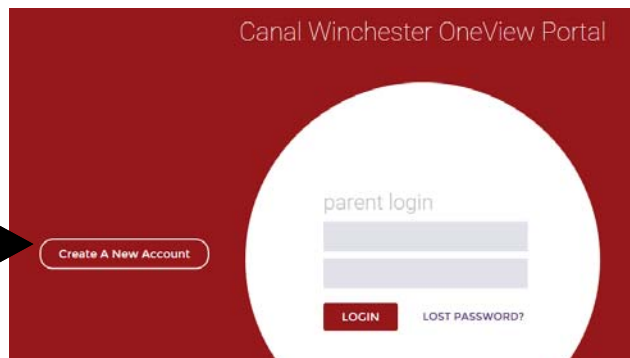 Canal Winchester OneView Portal
parent login
Create A New Account
LOGIN
LOST PASSWORD?